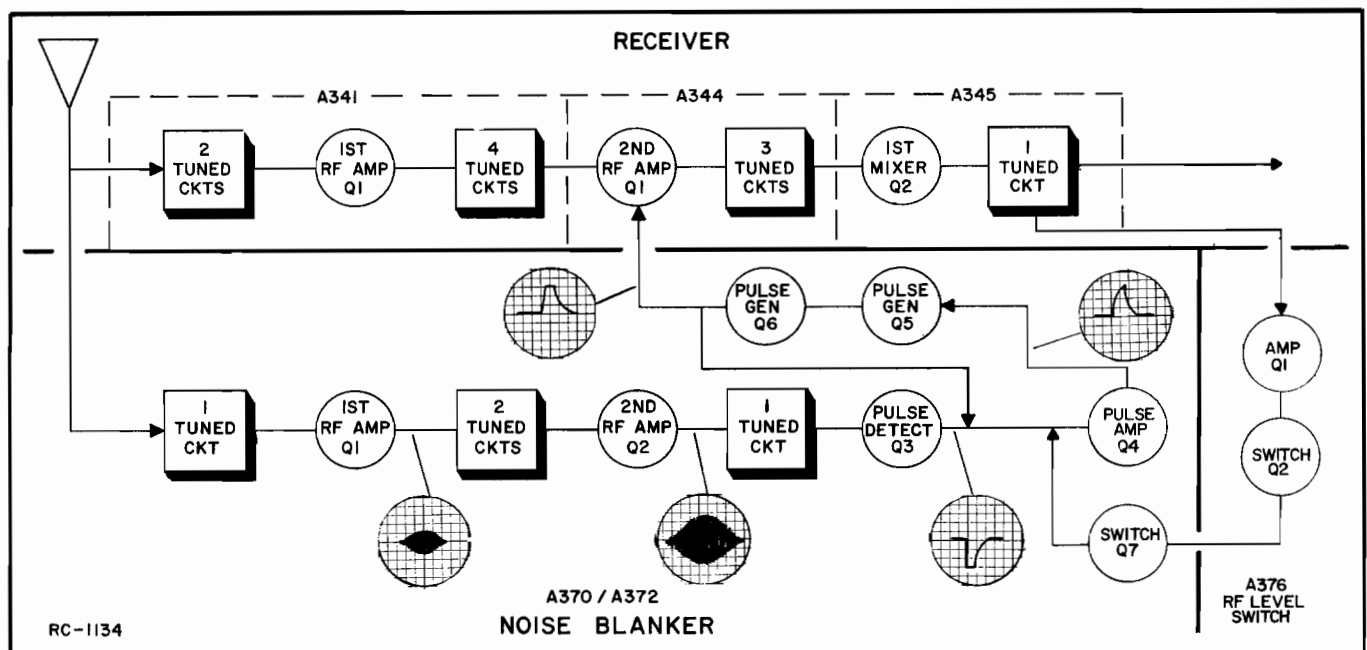 RECEIVER
A341
A344
A345
2
TUNED
CKTS
1ST
RF AMP
Q1
4
TUNED
CKTS
2ND
RF AMP
Q1
3
TUNED
CKTS
1ST
MIXER
Q2
1
TUNED
CKT
PULSE
GEN
Q6
PULSE
GEN
Q5
AMP
Q1
1
TUNED
CKT
1ST
RF AMP
Q1
2
TUNED
CKTS
2ND
RF AMP
Q2
1
TUNED
CKT
PULSE
DETECT
Q3
PULSE
AMP
Q4
SWITCH
Q2
SWITCH
Q7
A370 / A372
NOISE BLANKER
A376
RF LEVEL
SWITCH
RC-1134